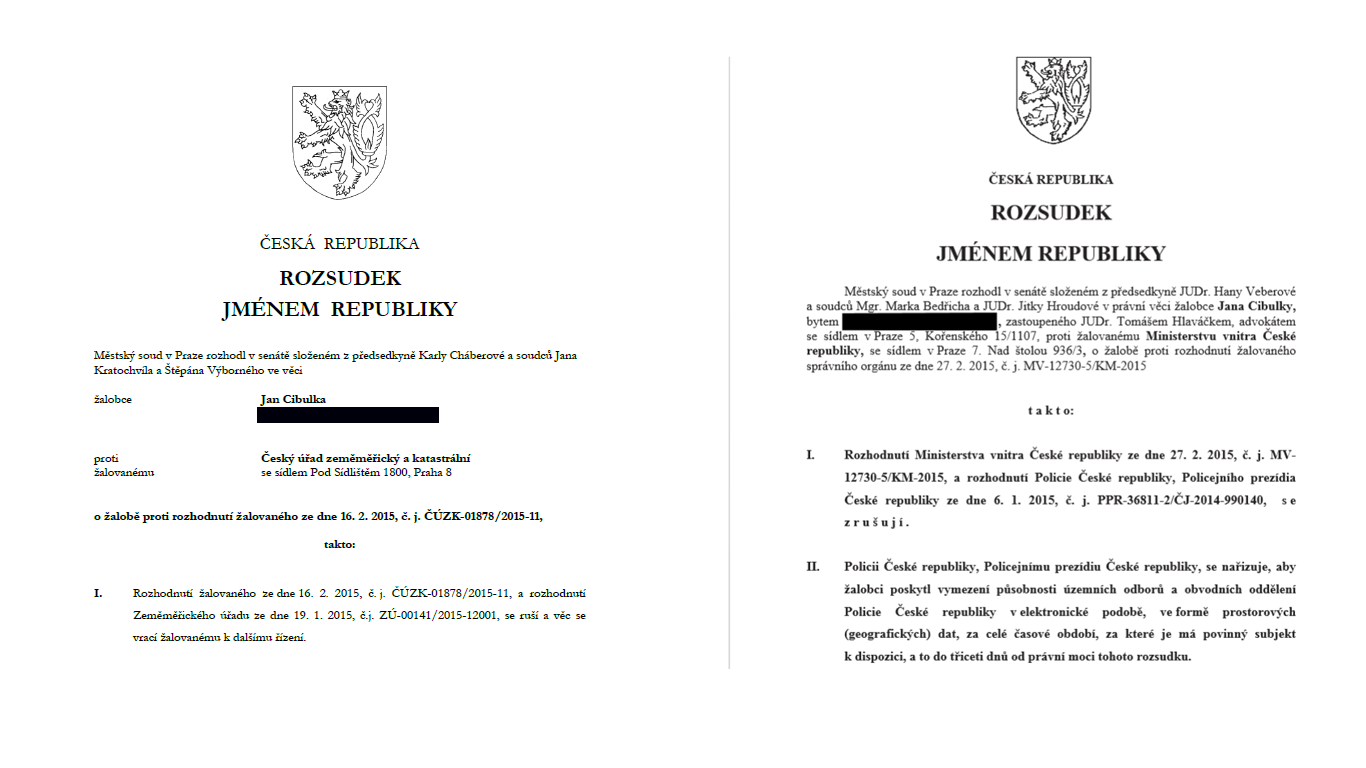 ČESKÁ REPUBLIKA
ROZSUDEK
JMÉNEM REPUBLIKY
Městský soud v Praze rozhodl v senátě složeném z předsedkyně Karly Cháberové a soudců Jana
Kratochvíla a Štěpána Výborného ve věci
žalobce Jan Cibulka
proti Český úřad zeměměřický a katastrální
žalovanému se sídlem Pod Sídlištěm 1800, Praha 8
o žalobě proti rozhodnutí žalovaného ze dne 16. 2. 2015, č. j. ČÚZK-01878/2015-11,
takto:
I. Rozhodnutí žalovaného ze dne 16. 2. 2015, č. j. ČÚZK-01878/2015-11, a rozhodnutí
Zeměměřického úřadu ze dne 19. 1. 2015, č.j. ZÚ-00141/2015-12001, se ruší a věc se
vrací žalovanému k dalšímu řízení.
ČESKÁ REPUBLIKA
ROZSUDEK
JMÉNEM REPUBLIKY
Městský soud v Praze rozhodl v senátě složeném z předsedkyně JUDr. Hany Veberové
a soudců Mgr. Marka Bedřicha a JUDr. Jitky Hroudové v právní věci žalobce Jana Cibulky,
bytem , zastoupeného JUDr. Tomášem Hlaváčkem, advokátem
se sídlem v Praze 5, Kořenského 15/1107, proti žalovanému Ministerstvu vnitra České
republiky, se sídlem v Praze 7. Nad štolou 936/3, o žalobě proti rozhodnutí žalovaného
správního orgánu ze dne 27. 2. 2015, č. j. MV-12730-5/KM-2015
t a k t o:
I. Rozhodnutí Ministerstva vnitra České republiky ze dne 27. 2. 2015, č. j. MV-
12730-5/KM-2015, a rozhodnutí Policie České republiky, Policejního prezídia
České republiky ze dne 6. 1. 2015, č. j. PPR-36811-2/ČJ-2014-990140, s e
z r u š u j í .
II. Policii České republiky, Policejnímu prezídiu České republiky, se nařizuje, aby
žalobci poskytl vymezení působnosti územních odborů a obvodních oddělení
Policie České republiky v elektronické podobě, ve formě prostorových
(geografických) dat, za celé časové období, za které je má povinný subjekt
k dispozici, a to do třiceti dnů od právní moci tohoto rozsudku.